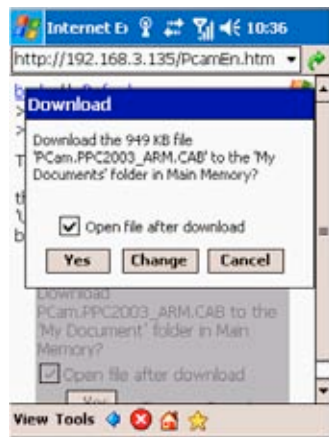 Internet Ex 10:36
http://192.168.3.135/PcamEn.htm
Download
Download the 949 KB file
'PCam.PPC2003_ARM.CAB' to the 'My
Documents' folder in Main Memory?
Open file after download
Yes Change Cancel
Download
PCam.PPC2003_ARM.CAB to the
'My Document' folder in Main
Memory?
Open file after download
Yes
View Tools